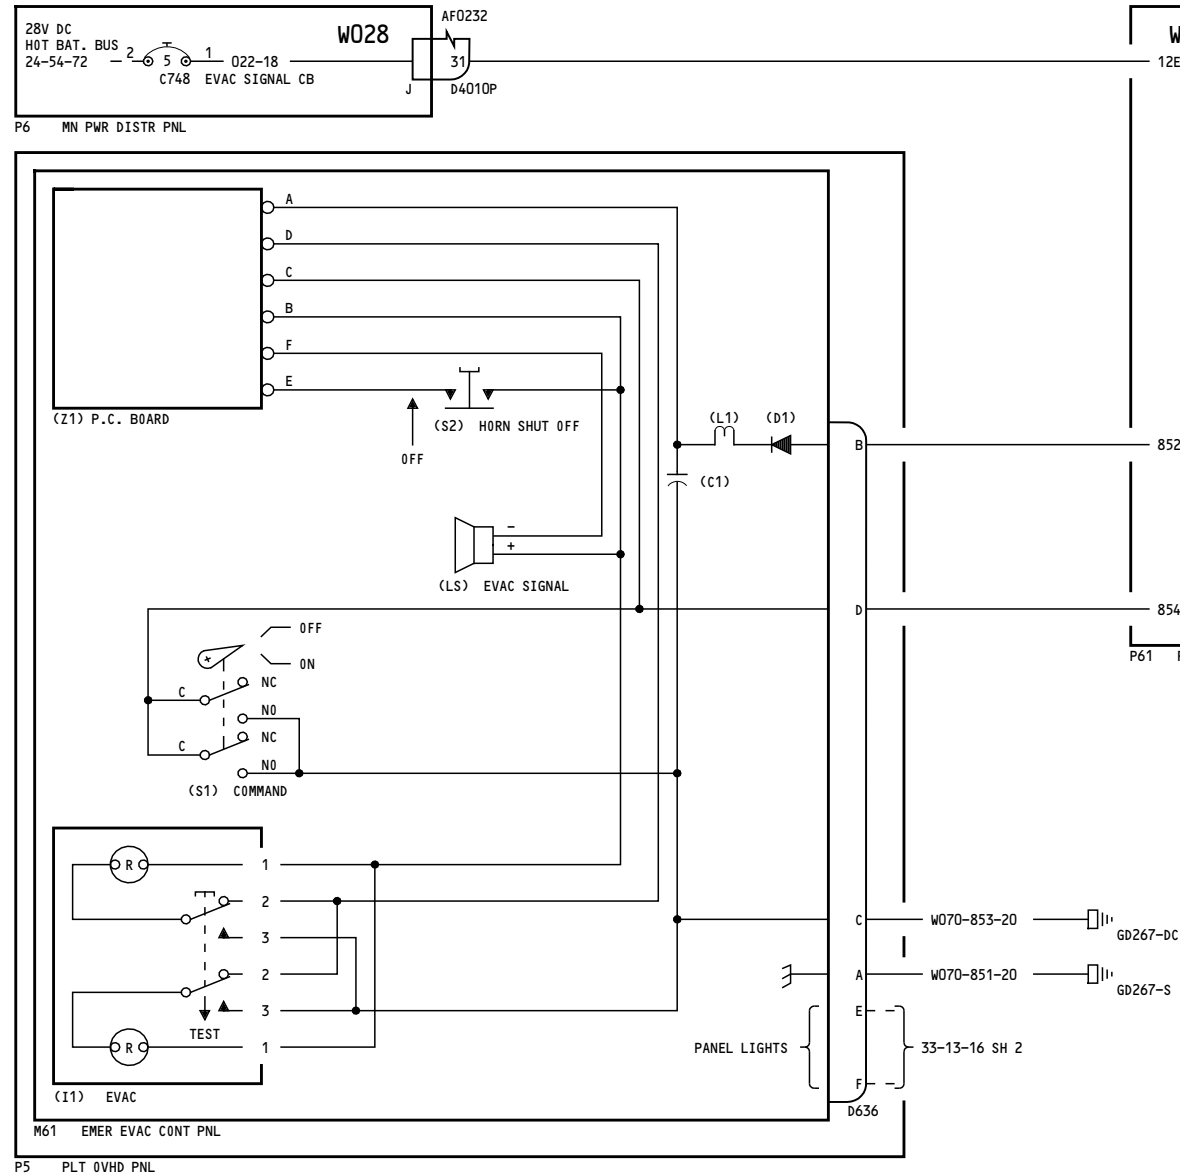 28V DC
HOT BAT. BUS
24-54-72
2
5
1
022-18
C748 EVAC SIGNAL CB
W028
AF0232
31
J
D4010P
P6 MN PWR DISTR PNL
W
12E
A
D
C
B
F
E
(Z1) P.C. BOARD
(S2) HORN SHUT OFF
OFF
(L1) (D1)
B
852
(C1)
-
+
(LS) EVAC SIGNAL
D
854
P61
OFF
ON
C
NC
NO
C
NC
NO
(S1) COMMAND
R
1
2
3
2
3
R
1
TEST
(I1) EVAC
C
W070-853-20
GD267-DC
A
W070-851-20
GD267-S
E
PANEL LIGHTS
33-13-16 SH 2
F
D636
M61 EMER EVAC CONT PNL
P5 PLT OVHD PNL